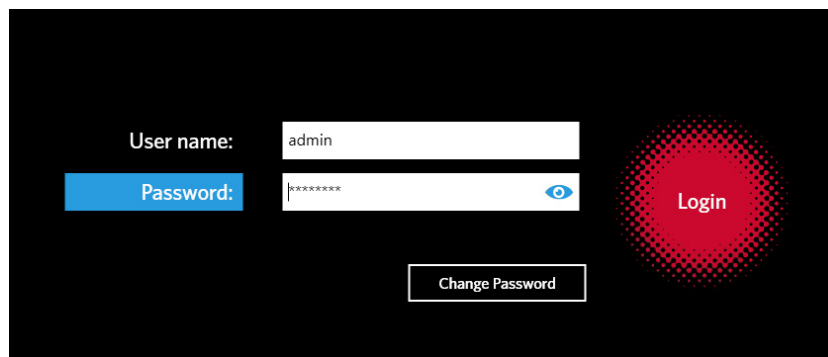 User name:
admin
Password:
********
Login
Change Password